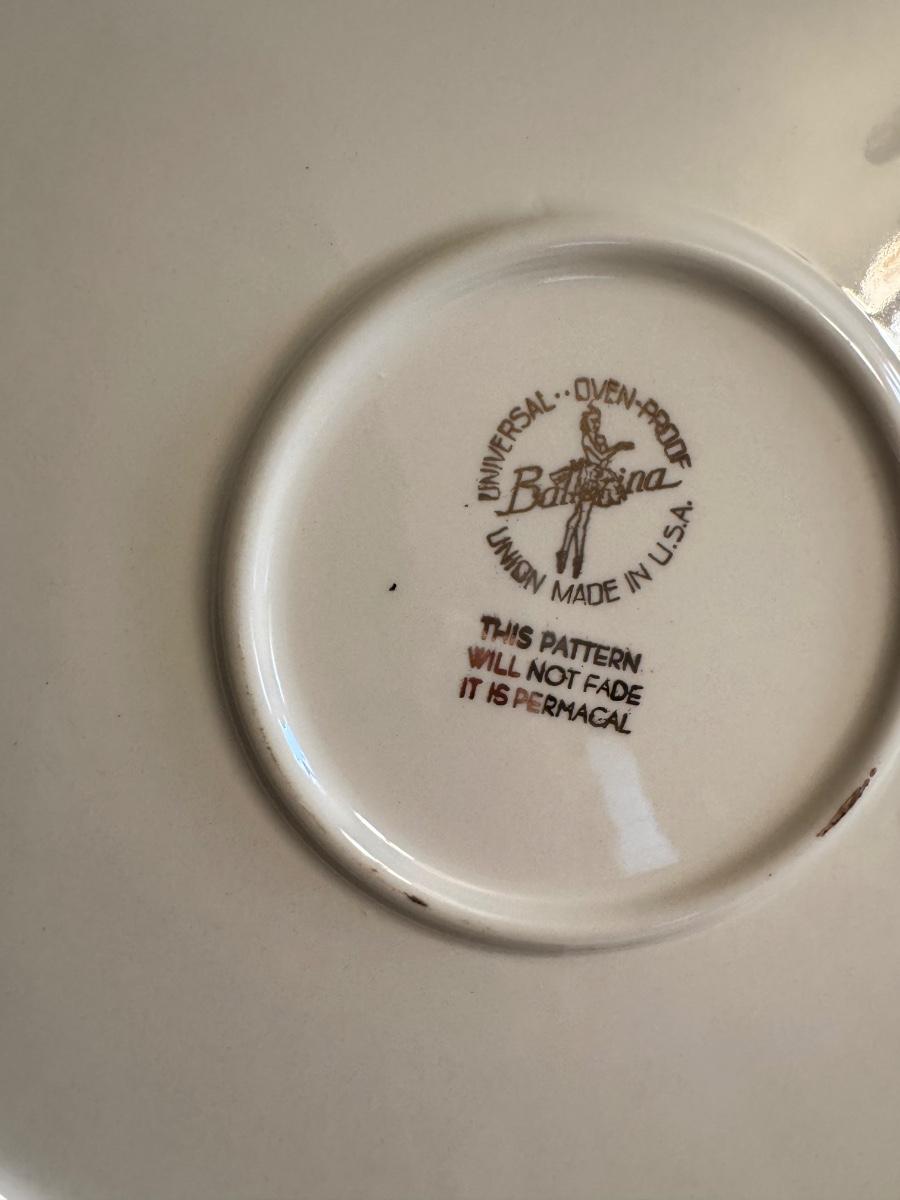 UNIVERSAL·· OVEN-PROOF
Ballerina
UNION MADE IN U.S.A.
THIS PATTERN
WILL NOT FADE
IT IS PERMACAL